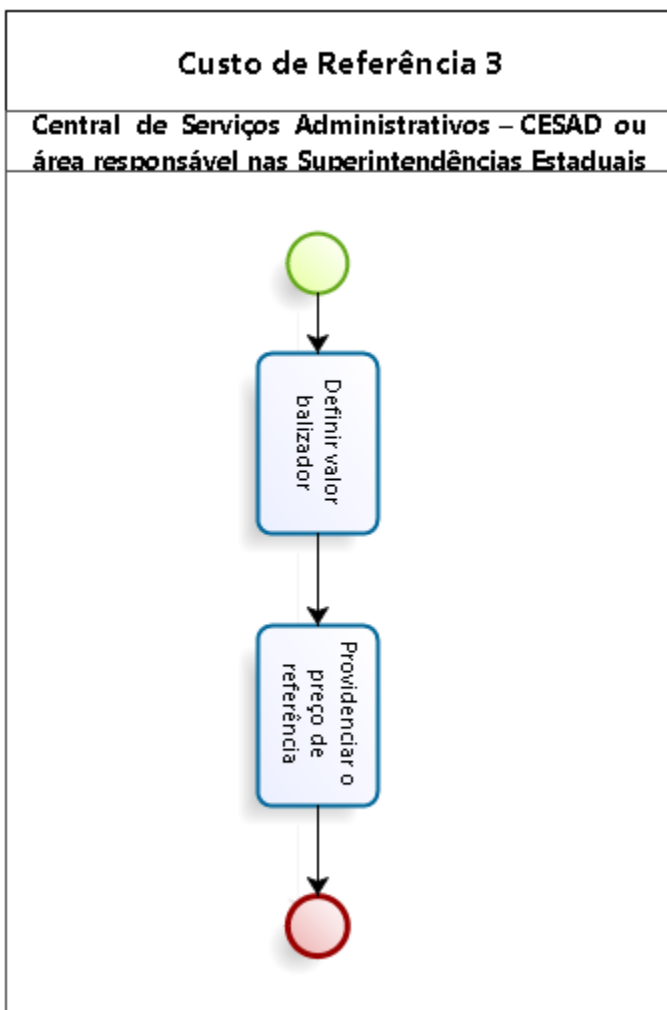 Custo de Referência 3
Central de Serviços Administrativos – CESAD ou
área responsável nas Superintendências Estaduais
Definir valor
balizador
Providenciar o
preço de
referência